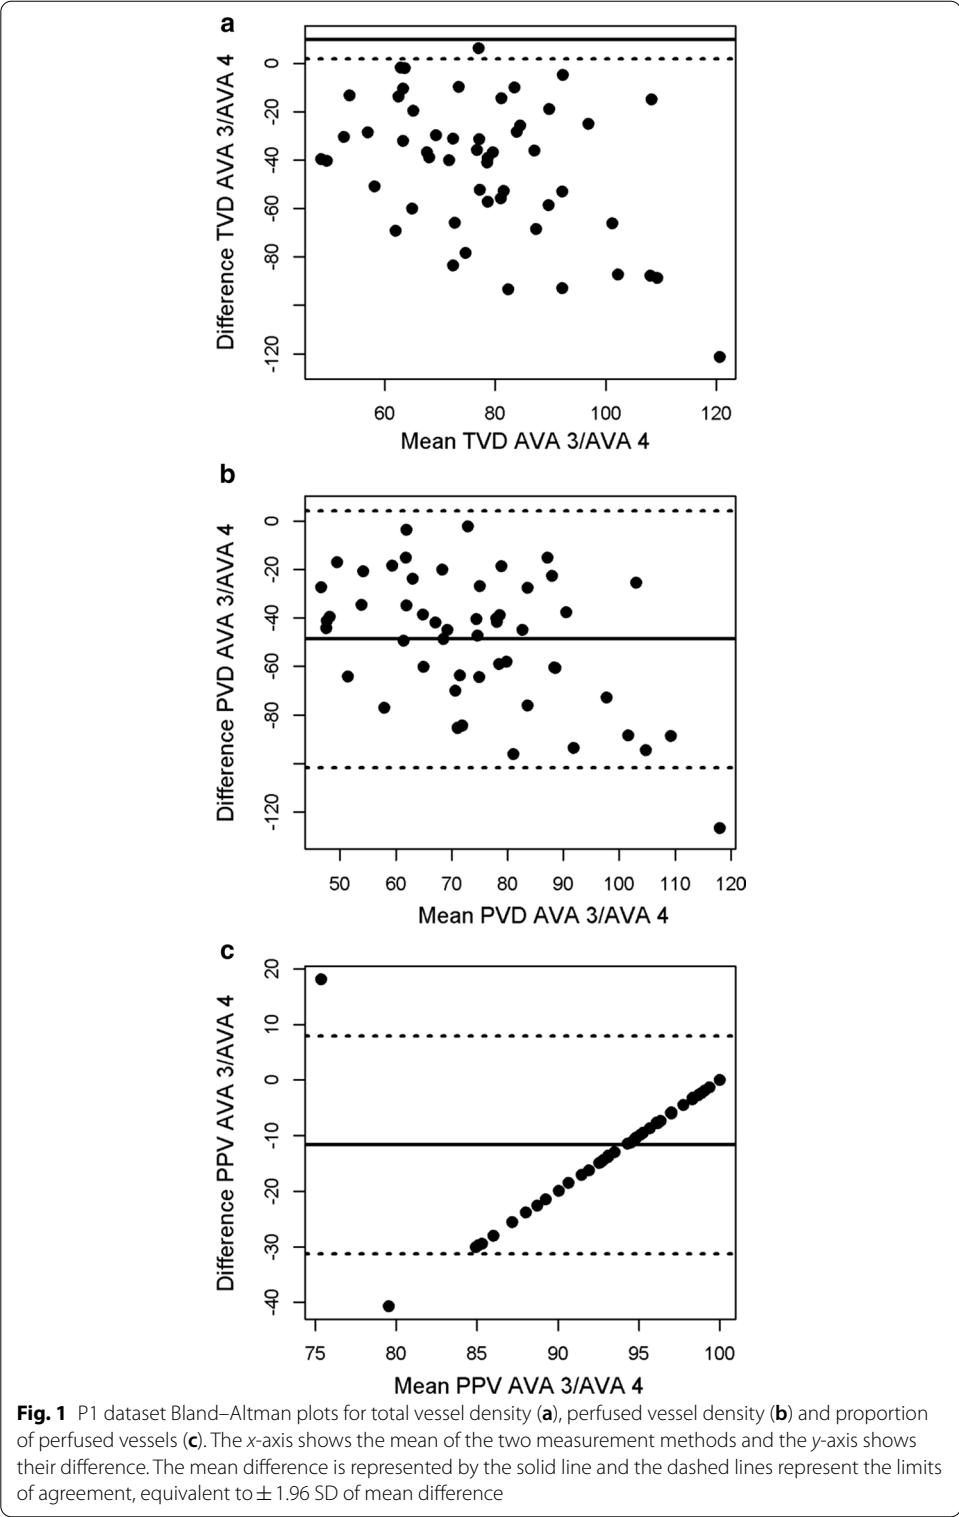 a
Difference TVD AVA 3/AVA 4
0
-20
-40
-60
-80
-120
60 80 100 120
Mean TVD AVA 3/AVA 4
b
Difference PVD AVA 3/AVA 4
0
-20
-40
-60
-80
-120
50 60 70 80 90 100 110 120
Mean PVD AVA 3/AVA 4
c
Difference PPV AVA 3/AVA 4
20
10
0
-10
-20
-30
-40
75 80 85 90 95 100
Mean PPV AVA 3/AVA 4
Fig. 1 P1 dataset Bland–Altman plots for total vessel density (a), perfused vessel density (b) and proportion
of perfused vessels (c). The x-axis shows the mean of the two measurement methods and the y-axis shows
their difference. The mean difference is represented by the solid line and the dashed lines represent the limits
of agreement, equivalent to ± 1.96 SD of mean difference